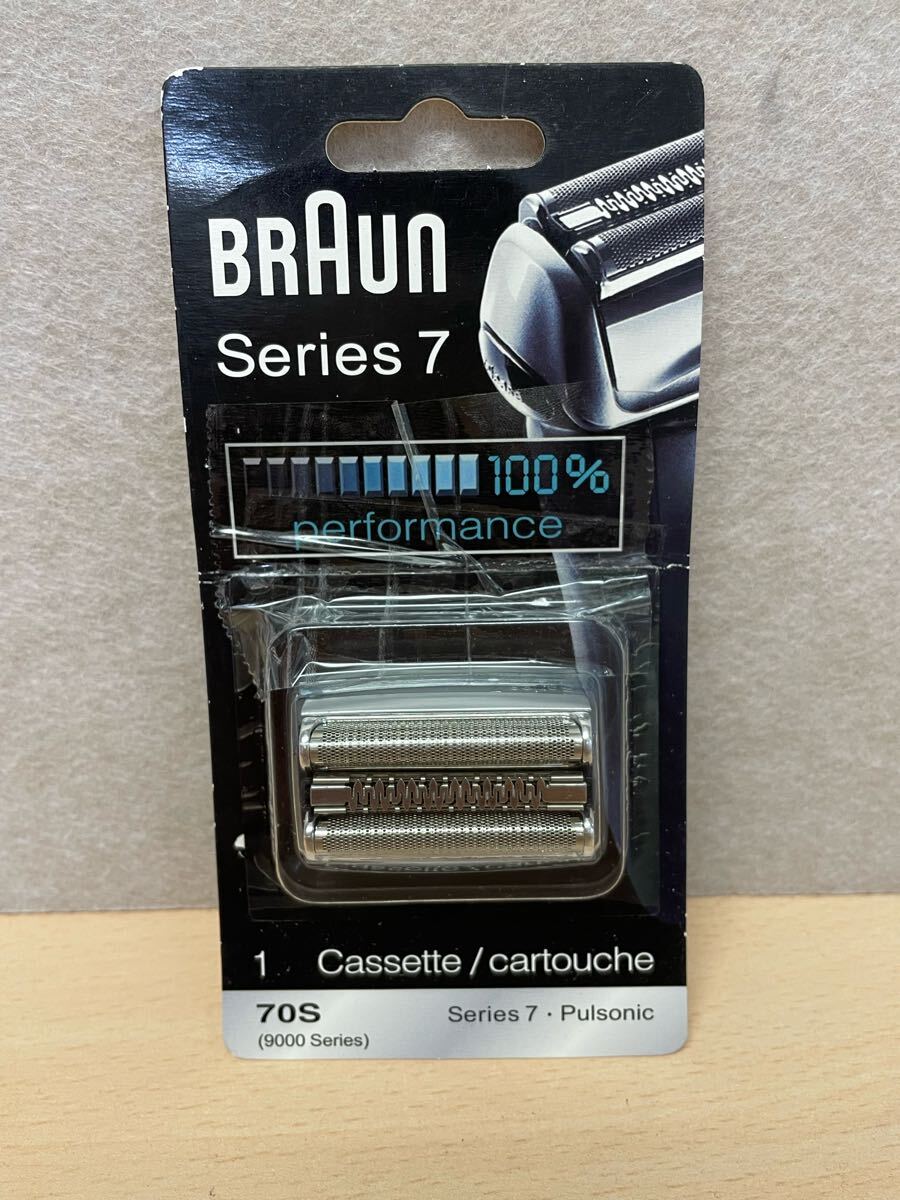 BRAUN
Series 7
100%
performance
1 Cassette / cartouche
70S
(9000 Series)
Series 7 · Pulsonic